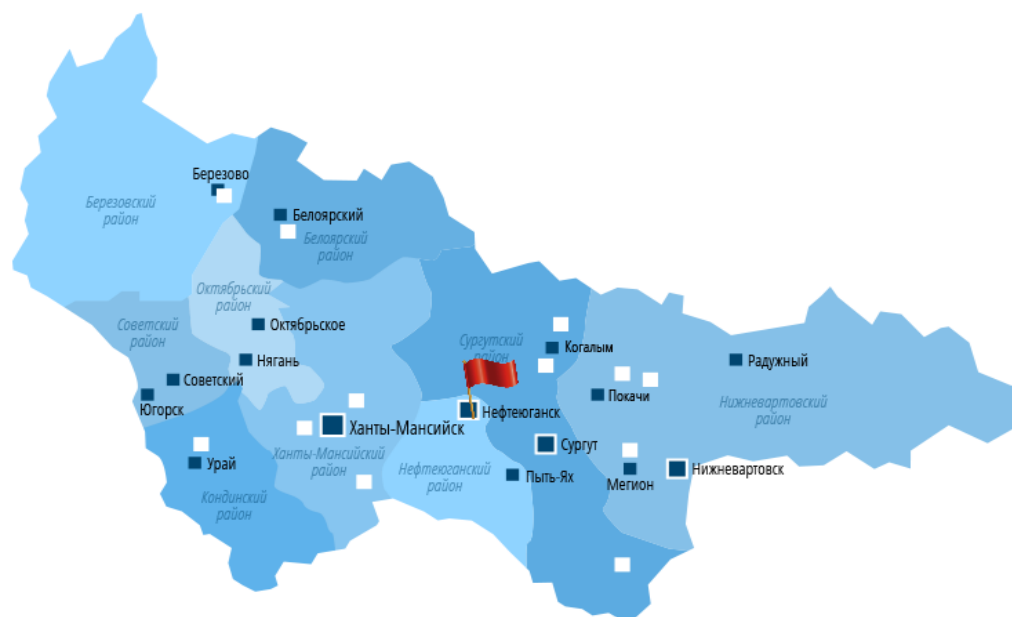 Березово
Березовский
район
Белоярский
Белоярский
район
Октябрьский
район
Октябрьское
Советский
район
Нягань
Советский
Югорск
Сургутский
район
Когалым
Радужный
Покачи
Нижневартовский
район
Нефтеюганск
Ханты-Мансийск
Ханты-Мансийский
район
Сургут
Урай
Нефтеюганский
район
Пыть-Ях
Мегион
Нижневартовск
Кондинский
район